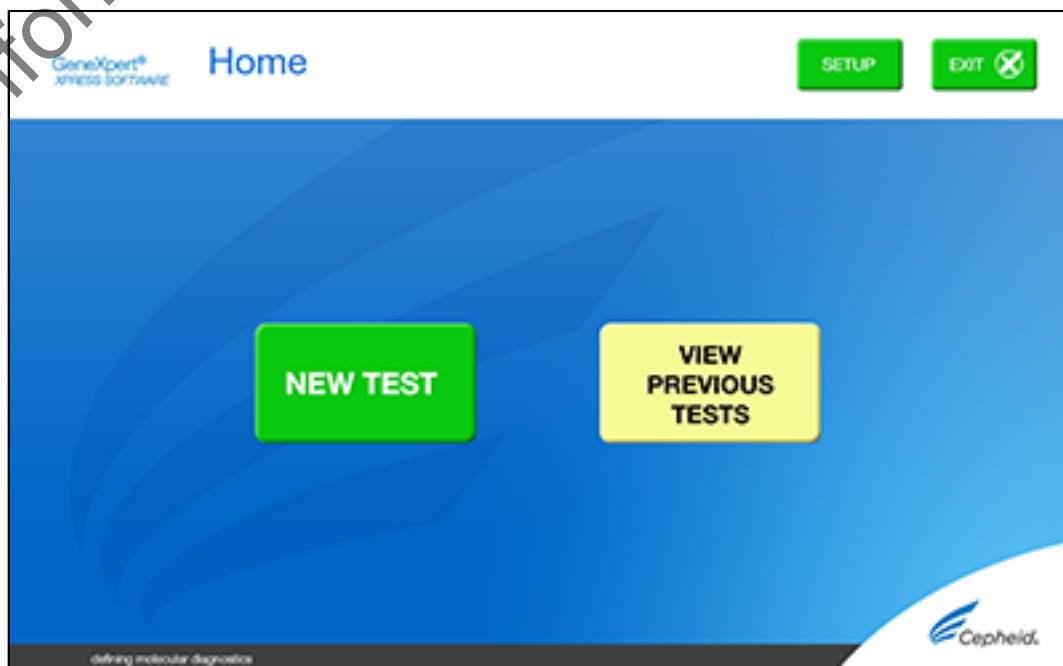 GeneXpert®
XPRESS SOFTWARE
Home
SETUP
EXIT
NEW TEST
VIEW
PREVIOUS
TESTS
Cepheid.
defining molecular diagnostics